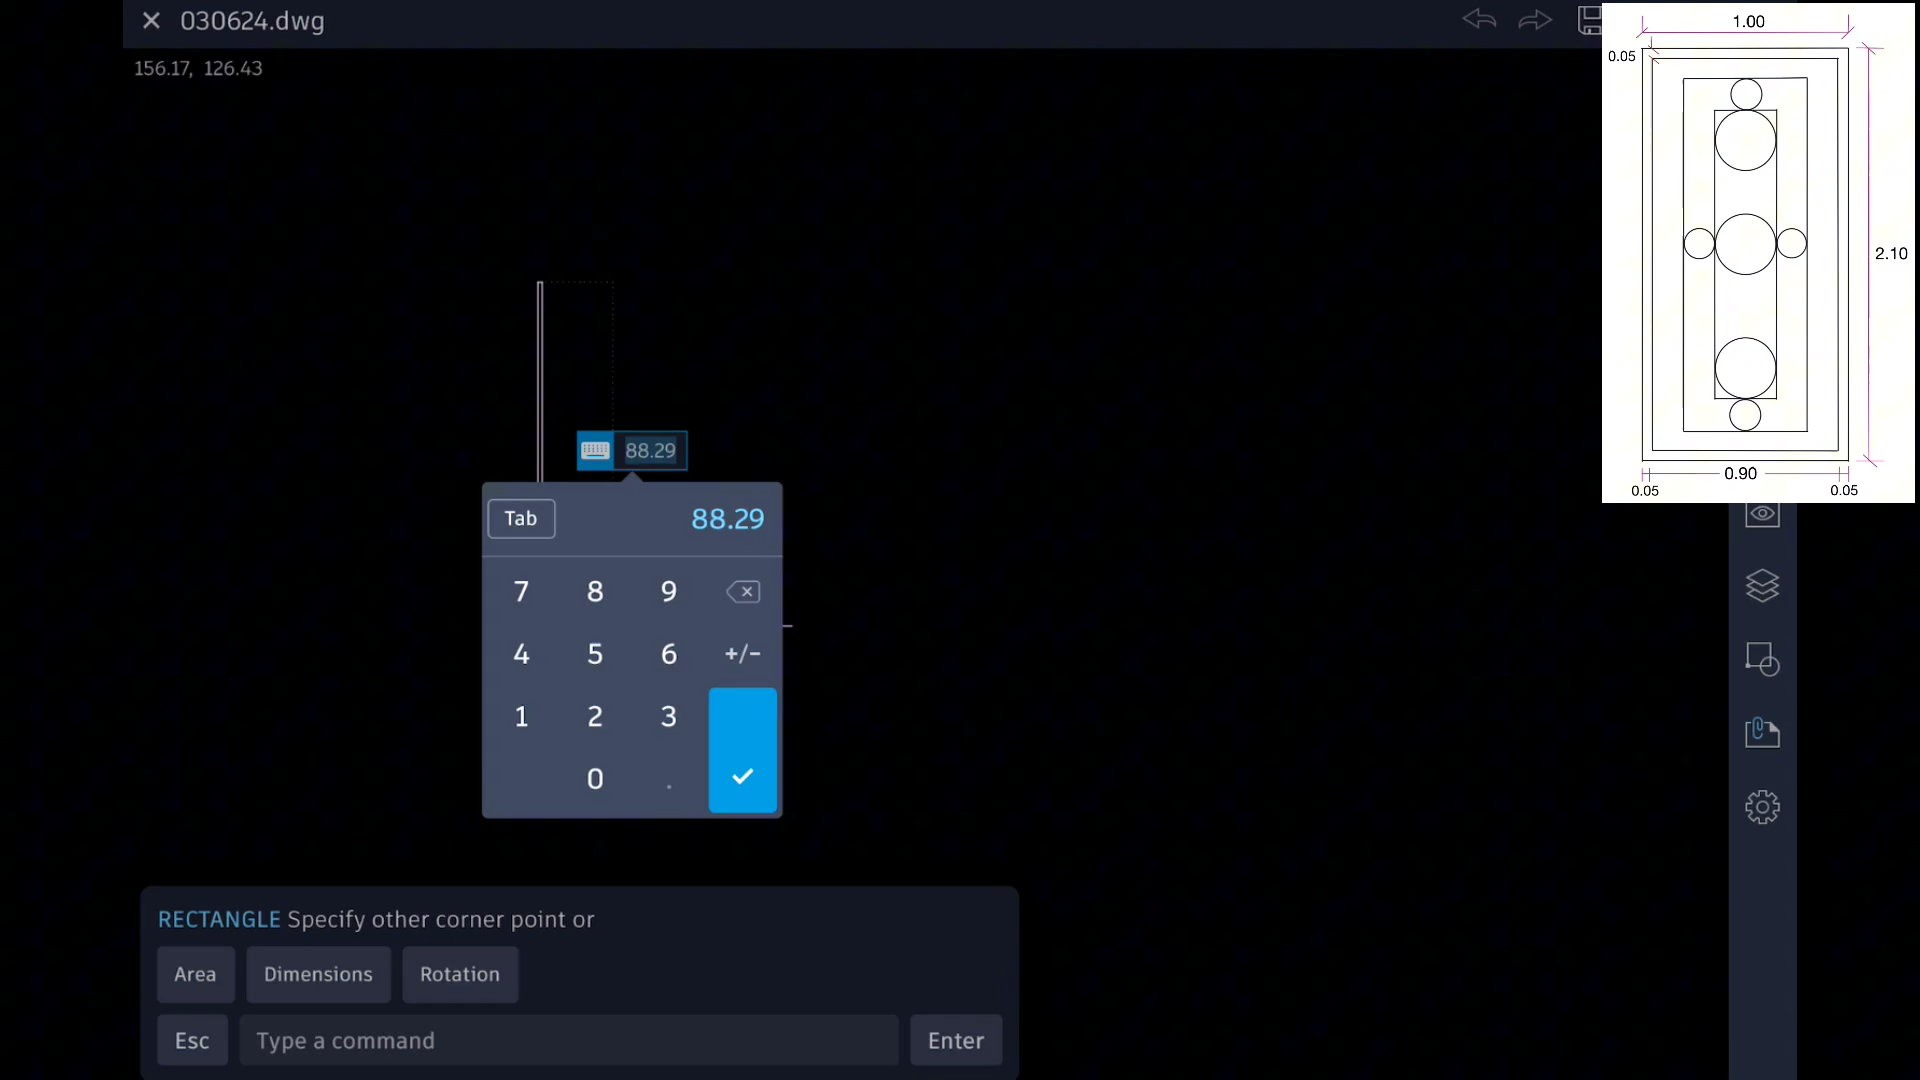 030624.dwg
156.17, 126.43
1.00
0.05
2.10
0.90
0.05
0.05
88.29
Tab
88.29
7 8 9
4 5 6 +/−
1 2 3
0 .
RECTANGLE Specify other corner point or
Area
Dimensions
Rotation
Esc
Type a command
Enter